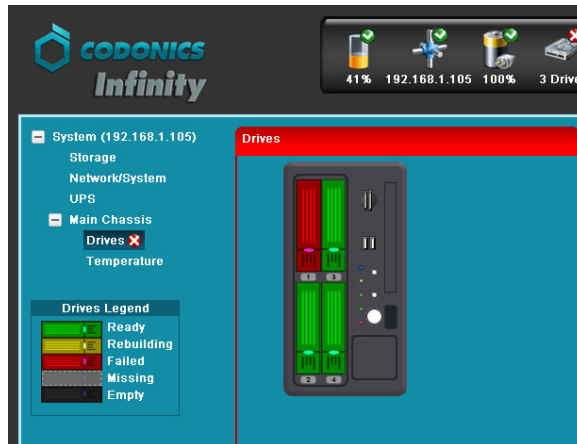 CODONICS
Infinity
41%
192.168.1.105
100%
3 Drive
System (192.168.1.105)
Storage
Network/System
UPS
Main Chassis
Drives
Temperature
Drives Legend
Ready
Rebuilding
Failed
Missing
Empty
Drives
1 3
2 4